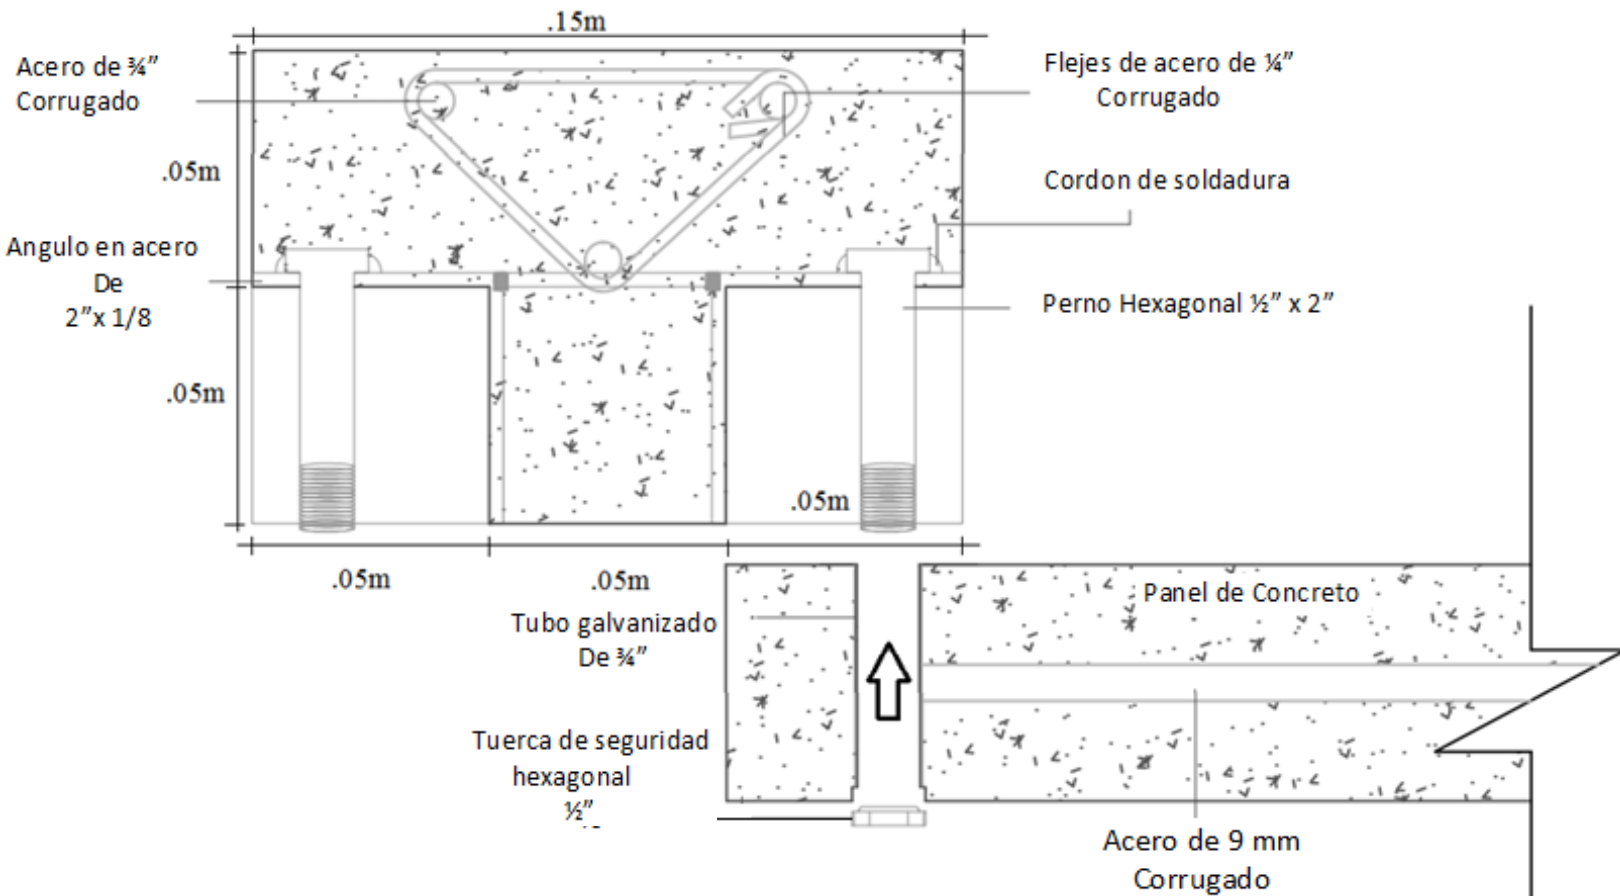 .15m
Acero de ¾”
Corrugado
Flejes de acero de ¼”
Corrugado
.05m
Cordon de soldadura
Angulo en acero
De
2”x 1/8
Perno Hexagonal ½” x 2”
.05m
.05m
.05m
.05m
Tubo galvanizado
De ¾”
Panel de Concreto
Tuerca de seguridad
hexagonal
½”
Acero de 9 mm
Corrugado